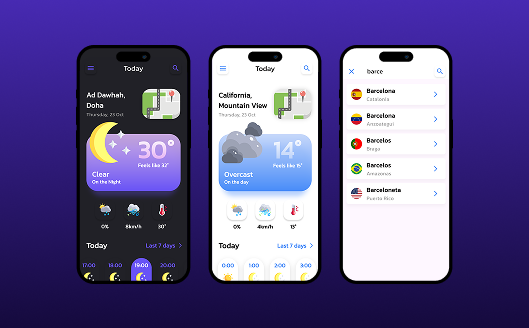 Today
Ad Dawhah,
Doha
Thursday, 23 Oct
30°
Feels like 32°
Clear
On the Night
0%
8km/h
30°
Today
Last 7 days
17:00
18:00
19:00
20:00
Today
California,
Mountain View
Thursday, 23 Oct
14°
Feels like 15°
Overcast
On the day
0%
4km/h
13°
Today
Last 7 days
0:00
1:00
2:00
3:00
barce
Barcelona
Catalonia
Barcelona
Anzoategui
Barcelos
Braga
Barcelos
Amazonas
Barceloneta
Puerto Rico